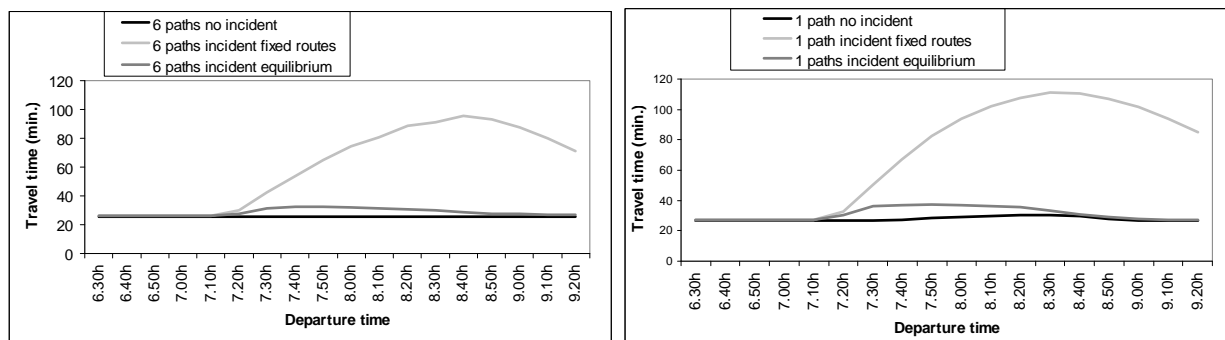 6 paths no incident
6 paths incident fixed routes
6 paths incident equilibrium
Travel time (min.)
120
100
80
60
40
20
0
6.30h
6.40h
6.50h
7.00h
7.10h
7.20h
7.30h
7.40h
7.50h
8.00h
8.10h
8.20h
8.30h
8.40h
8.50h
9.00h
9.10h
9.20h
Departure time
1 path no incident
1 path incident fixed routes
1 paths incident equilibrium
Travel time (min.)
120
100
80
60
40
20
0
6.30h
6.40h
6.50h
7.00h
7.10h
7.20h
7.30h
7.40h
7.50h
8.00h
8.10h
8.20h
8.30h
8.40h
8.50h
9.00h
9.10h
9.20h
Departure time